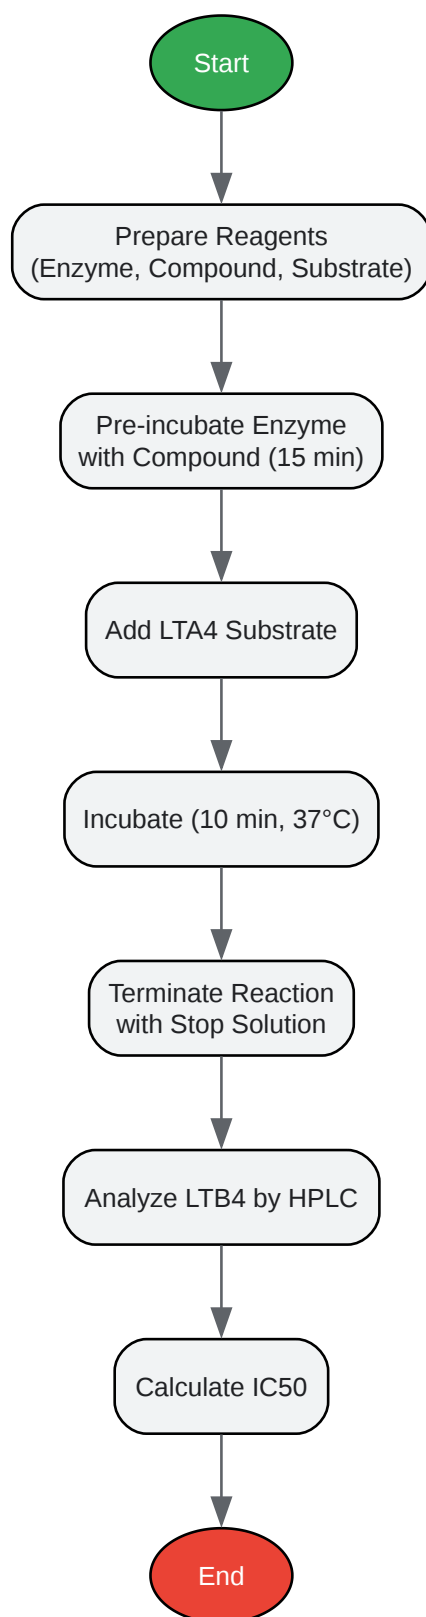 Start
Prepare Reagents
(Enzyme, Compound, Substrate)
Pre-incubate Enzyme
with Compound (15 min)
Add LTA4 Substrate
Incubate (10 min, 37°C)
Terminate Reaction
with Stop Solution
Analyze LTB4 by HPLC
Calculate IC50
End